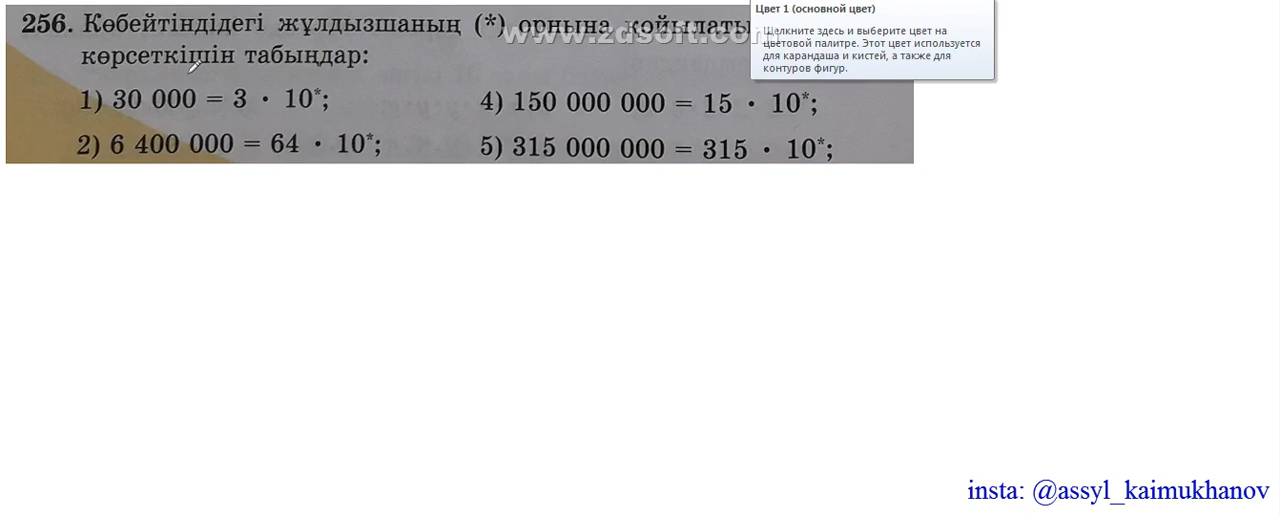 256. Көбейтіндідегі жұлдызшаның (*) орнына қойылаты
көрсеткішін табыңдар:
1) 30 000 = 3 · 10*;
4) 150 000 000 = 15 · 10*;
2) 6 400 000 = 64 · 10*;
5) 315 000 000 = 315 · 10*;
www.zdsoft.com
Цвет 1 (основной цвет)
Щелкните здесь и выберите цвет на
цветовой палитре. Этот цвет используется
для карандаша и кистей, а также для
контуров фигур.
insta: @assyl_kaimukhanov